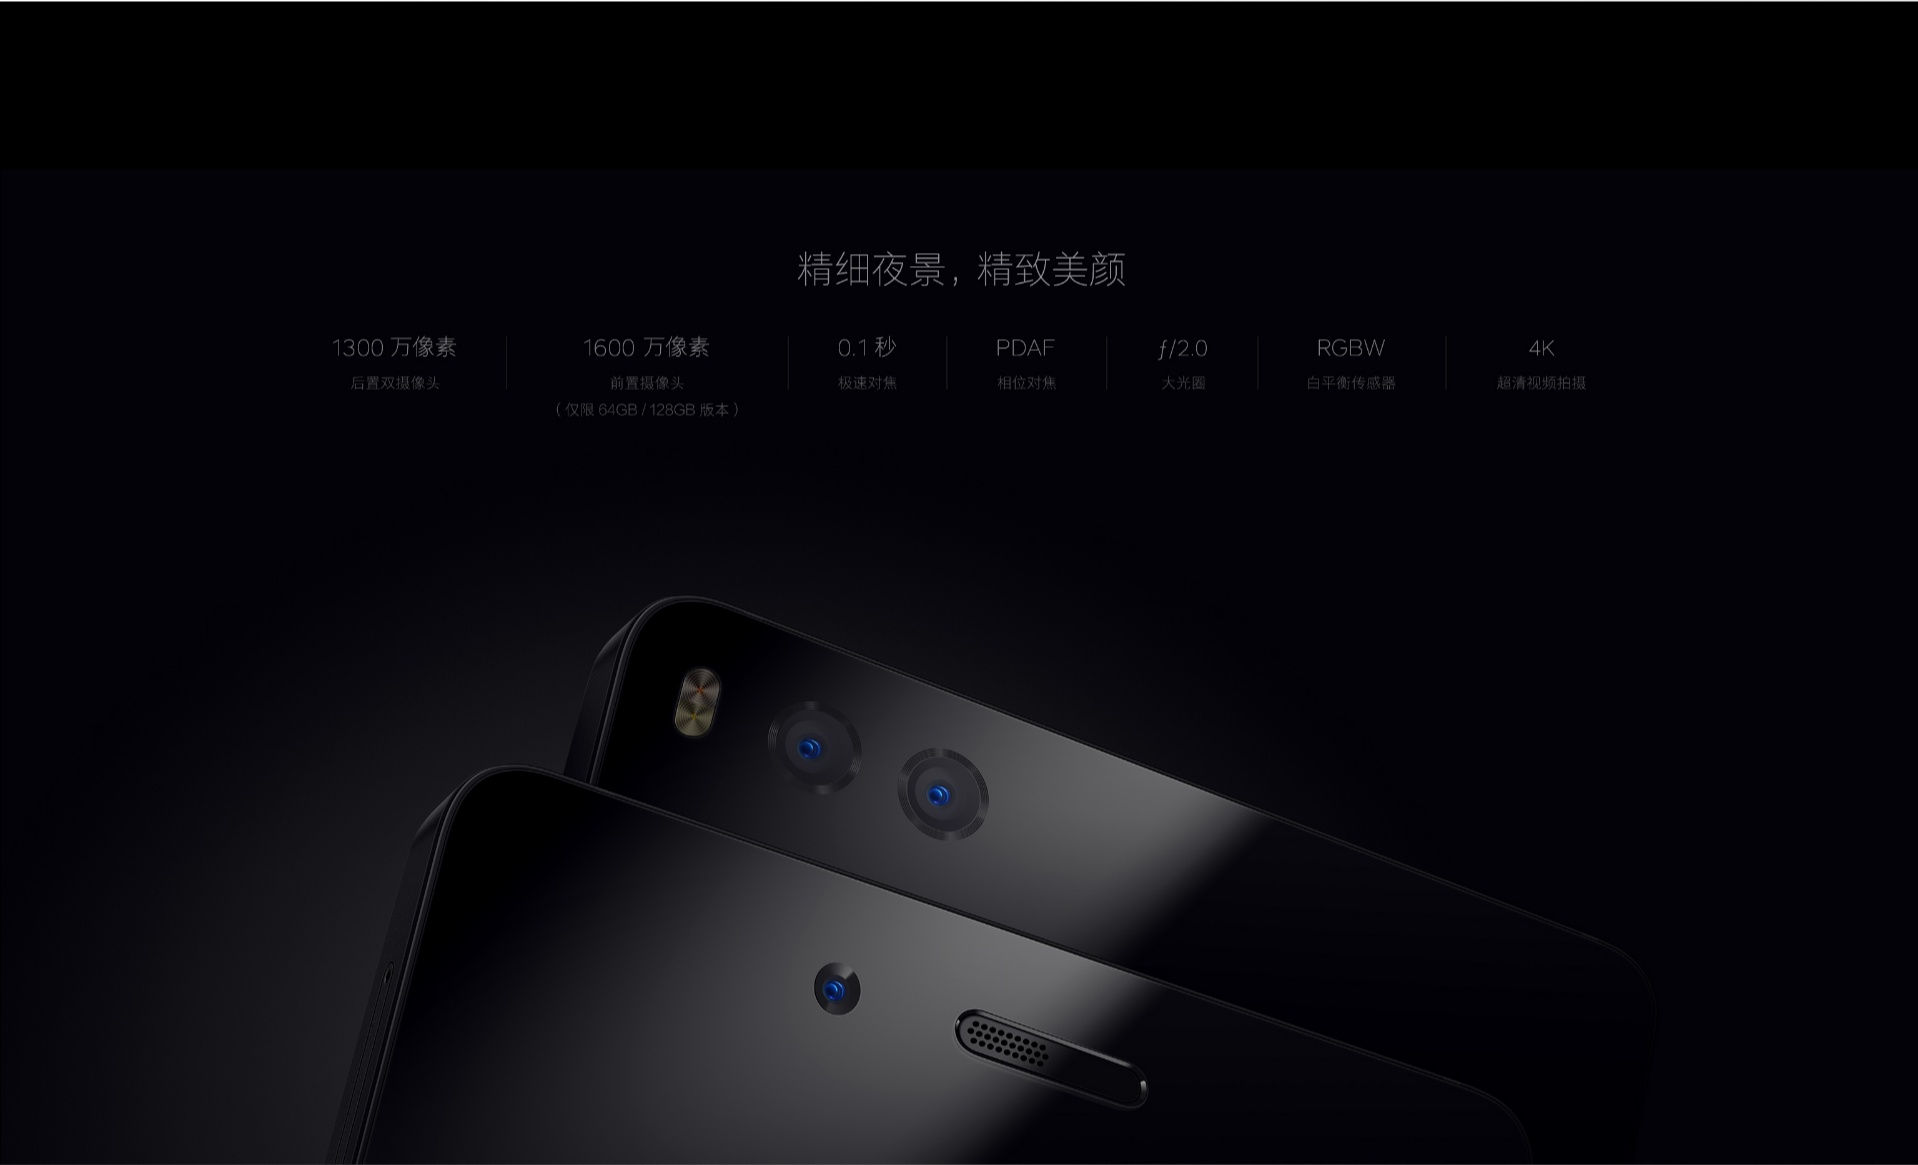 精细夜景，精致美颜
1300 万像素
后置双摄像头
1600 万像素
前置摄像头
（仅限 64GB / 128GB 版本）
0.1 秒
极速对焦
PDAF
相位对焦
ƒ/2.0
大光圈
RGBW
白平衡传感器
4K
超清视频拍摄